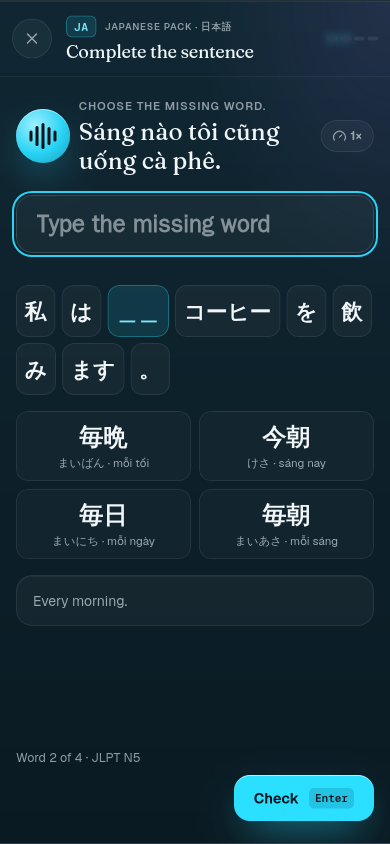 JA JAPANESE PACK · 日本語
Complete the sentence
CHOOSE THE MISSING WORD.
Sáng nào tôi cũng
uống cà phê.
1×
Type the missing word
私 は __ コーヒー を 飲
み ます 。
毎晩 今朝
まいばん · mỗi tối けさ · sáng nay
毎日 毎朝
まいにち · mỗi ngày まいあさ · mỗi sáng
Every morning.
Word 2 of 4 · JLPT N5
Check Enter